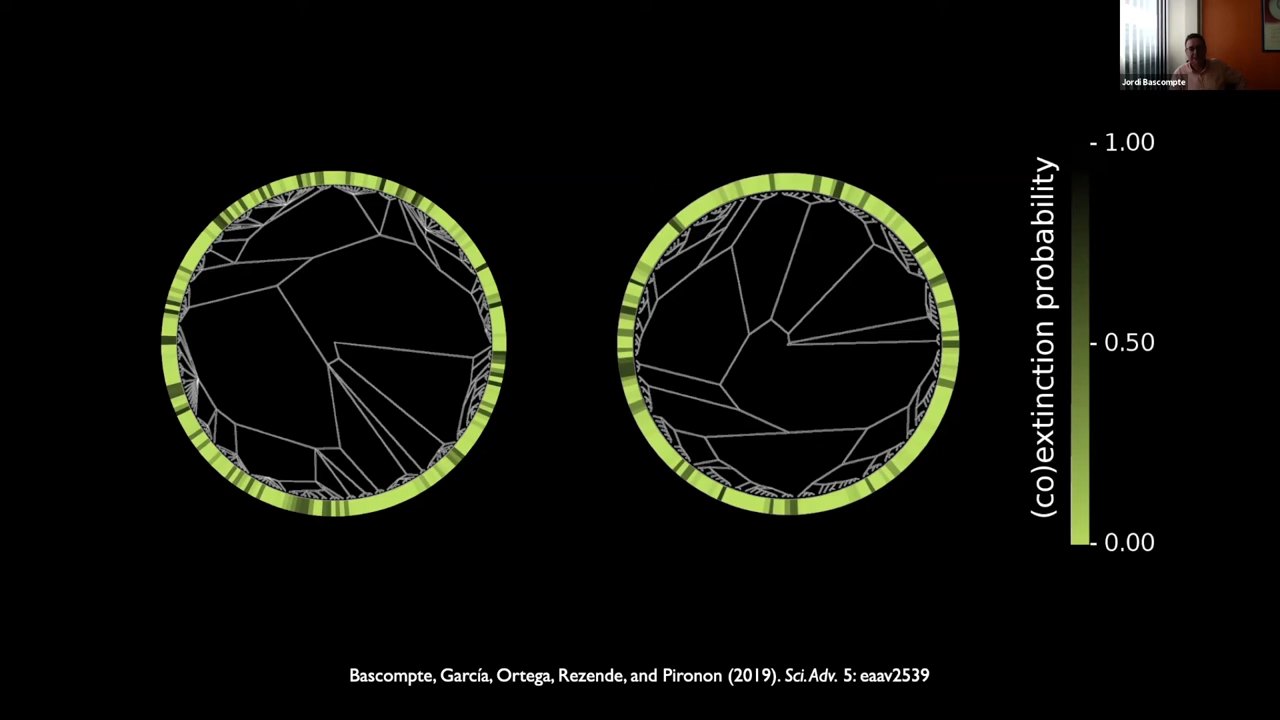 Jordi Bascompte
(co)extinction probability
1.00
0.50
0.00
Bascompte, García, Ortega, Rezende, and Pironon (2019). Sci. Adv. 5: eaav2539